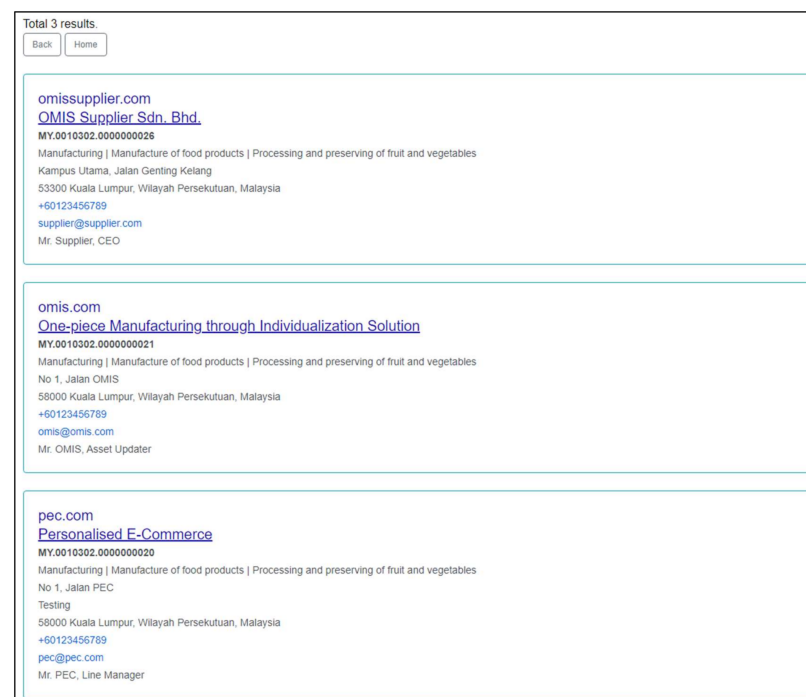 Total 3 results.
Back Home
omissupplier.com
OMIS Supplier Sdn. Bhd.
MY.0010302.0000000026
Manufacturing | Manufacture of food products | Processing and preserving of fruit and vegetables
Kampus Utama, Jalan Genting Kelang
53300 Kuala Lumpur, Wilayah Persekutuan, Malaysia
+60123456789
supplier@supplier.com
Mr. Supplier, CEO
omis.com
One-piece Manufacturing through Individualization Solution
MY.0010302.0000000021
Manufacturing | Manufacture of food products | Processing and preserving of fruit and vegetables
No 1, Jalan OMIS
58000 Kuala Lumpur, Wilayah Persekutuan, Malaysia
+60123456789
omis@omis.com
Mr. OMIS, Asset Updater
pec.com
Personalised E-Commerce
MY.0010302.0000000020
Manufacturing | Manufacture of food products | Processing and preserving of fruit and vegetables
No 1, Jalan PEC
Testing
58000 Kuala Lumpur, Wilayah Persekutuan, Malaysia
+60123456789
pec@pec.com
Mr. PEC, Line Manager